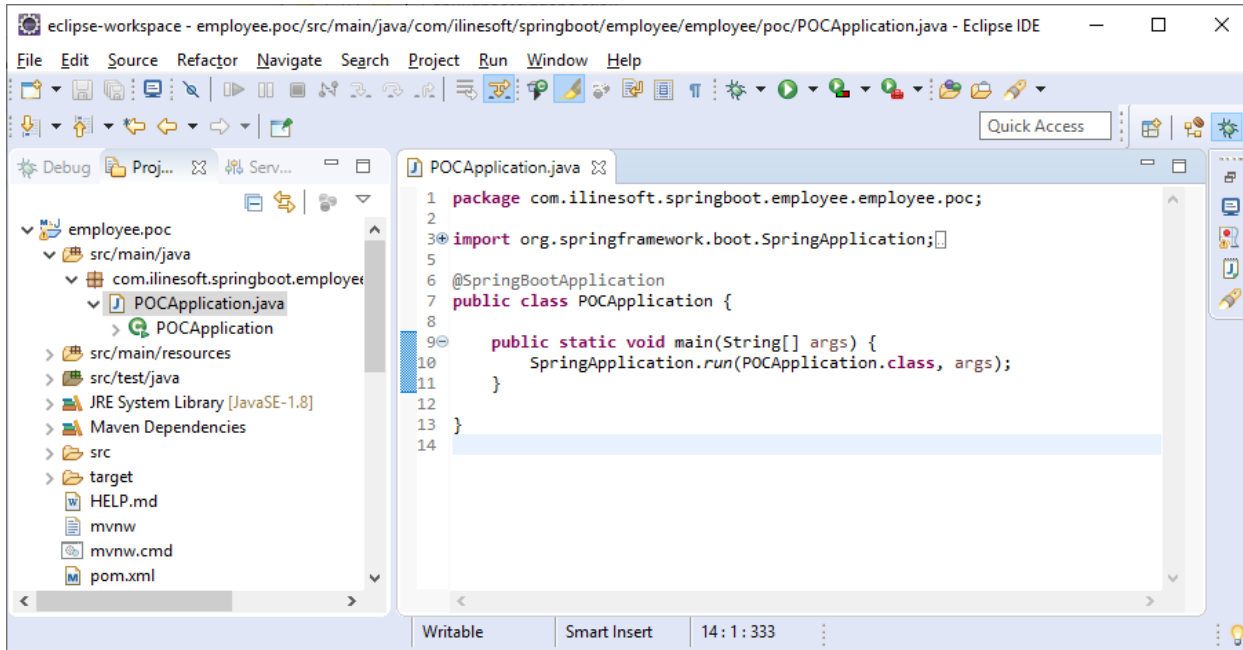 eclipse-workspace - employee.poc/src/main/java/com/ilinesoft/springboot/employee/employee/poc/POCApplication.java - Eclipse IDE
File Edit Source Refactor Navigate Search Project Run Window Help
Quick Access
Debug Proj... Serv...
employee.poc
src/main/java
com.ilinesoft.springboot.employee
POCApplication.java
POCApplication
src/main/resources
src/test/java
JRE System Library [JavaSE-1.8]
Maven Dependencies
src
target
HELP.md
mvnw
mvnw.cmd
pom.xml
POCApplication.java
1 package com.ilinesoft.springboot.employee.employee.poc;
2
3 import org.springframework.boot.SpringApplication;
5
6 @SpringBootApplication
7 public class POCApplication {
8
9 public static void main(String[] args) {
10 SpringApplication.run(POCApplication.class, args);
11 }
12
13 }
14
Writable Smart Insert 14 : 1 : 333